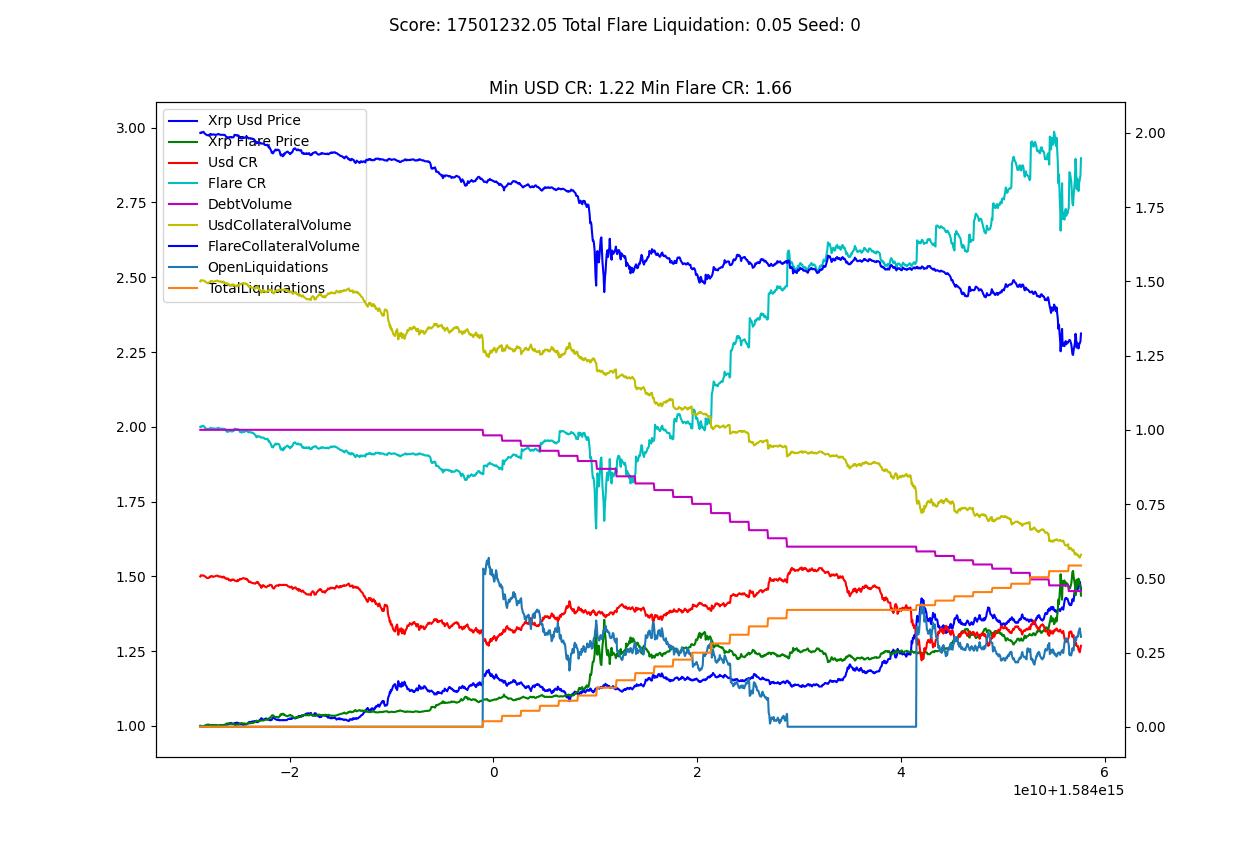 Score: 17501232.05 Total Flare Liquidation: 0.05 Seed: 0
Min USD CR: 1.22 Min Flare CR: 1.66
Xrp Usd Price
Xrp Flare Price
Usd CR
Flare CR
DebtVolume
UsdCollateralVolume
FlareCollateralVolume
OpenLiquidations
TotalLiquidations
3.00
2.75
2.50
2.25
2.00
1.75
1.50
1.25
1.00
2.00
1.75
1.50
1.25
1.00
0.75
0.50
0.25
0.00
−2 0 2 4 6
1e10+1.584e15